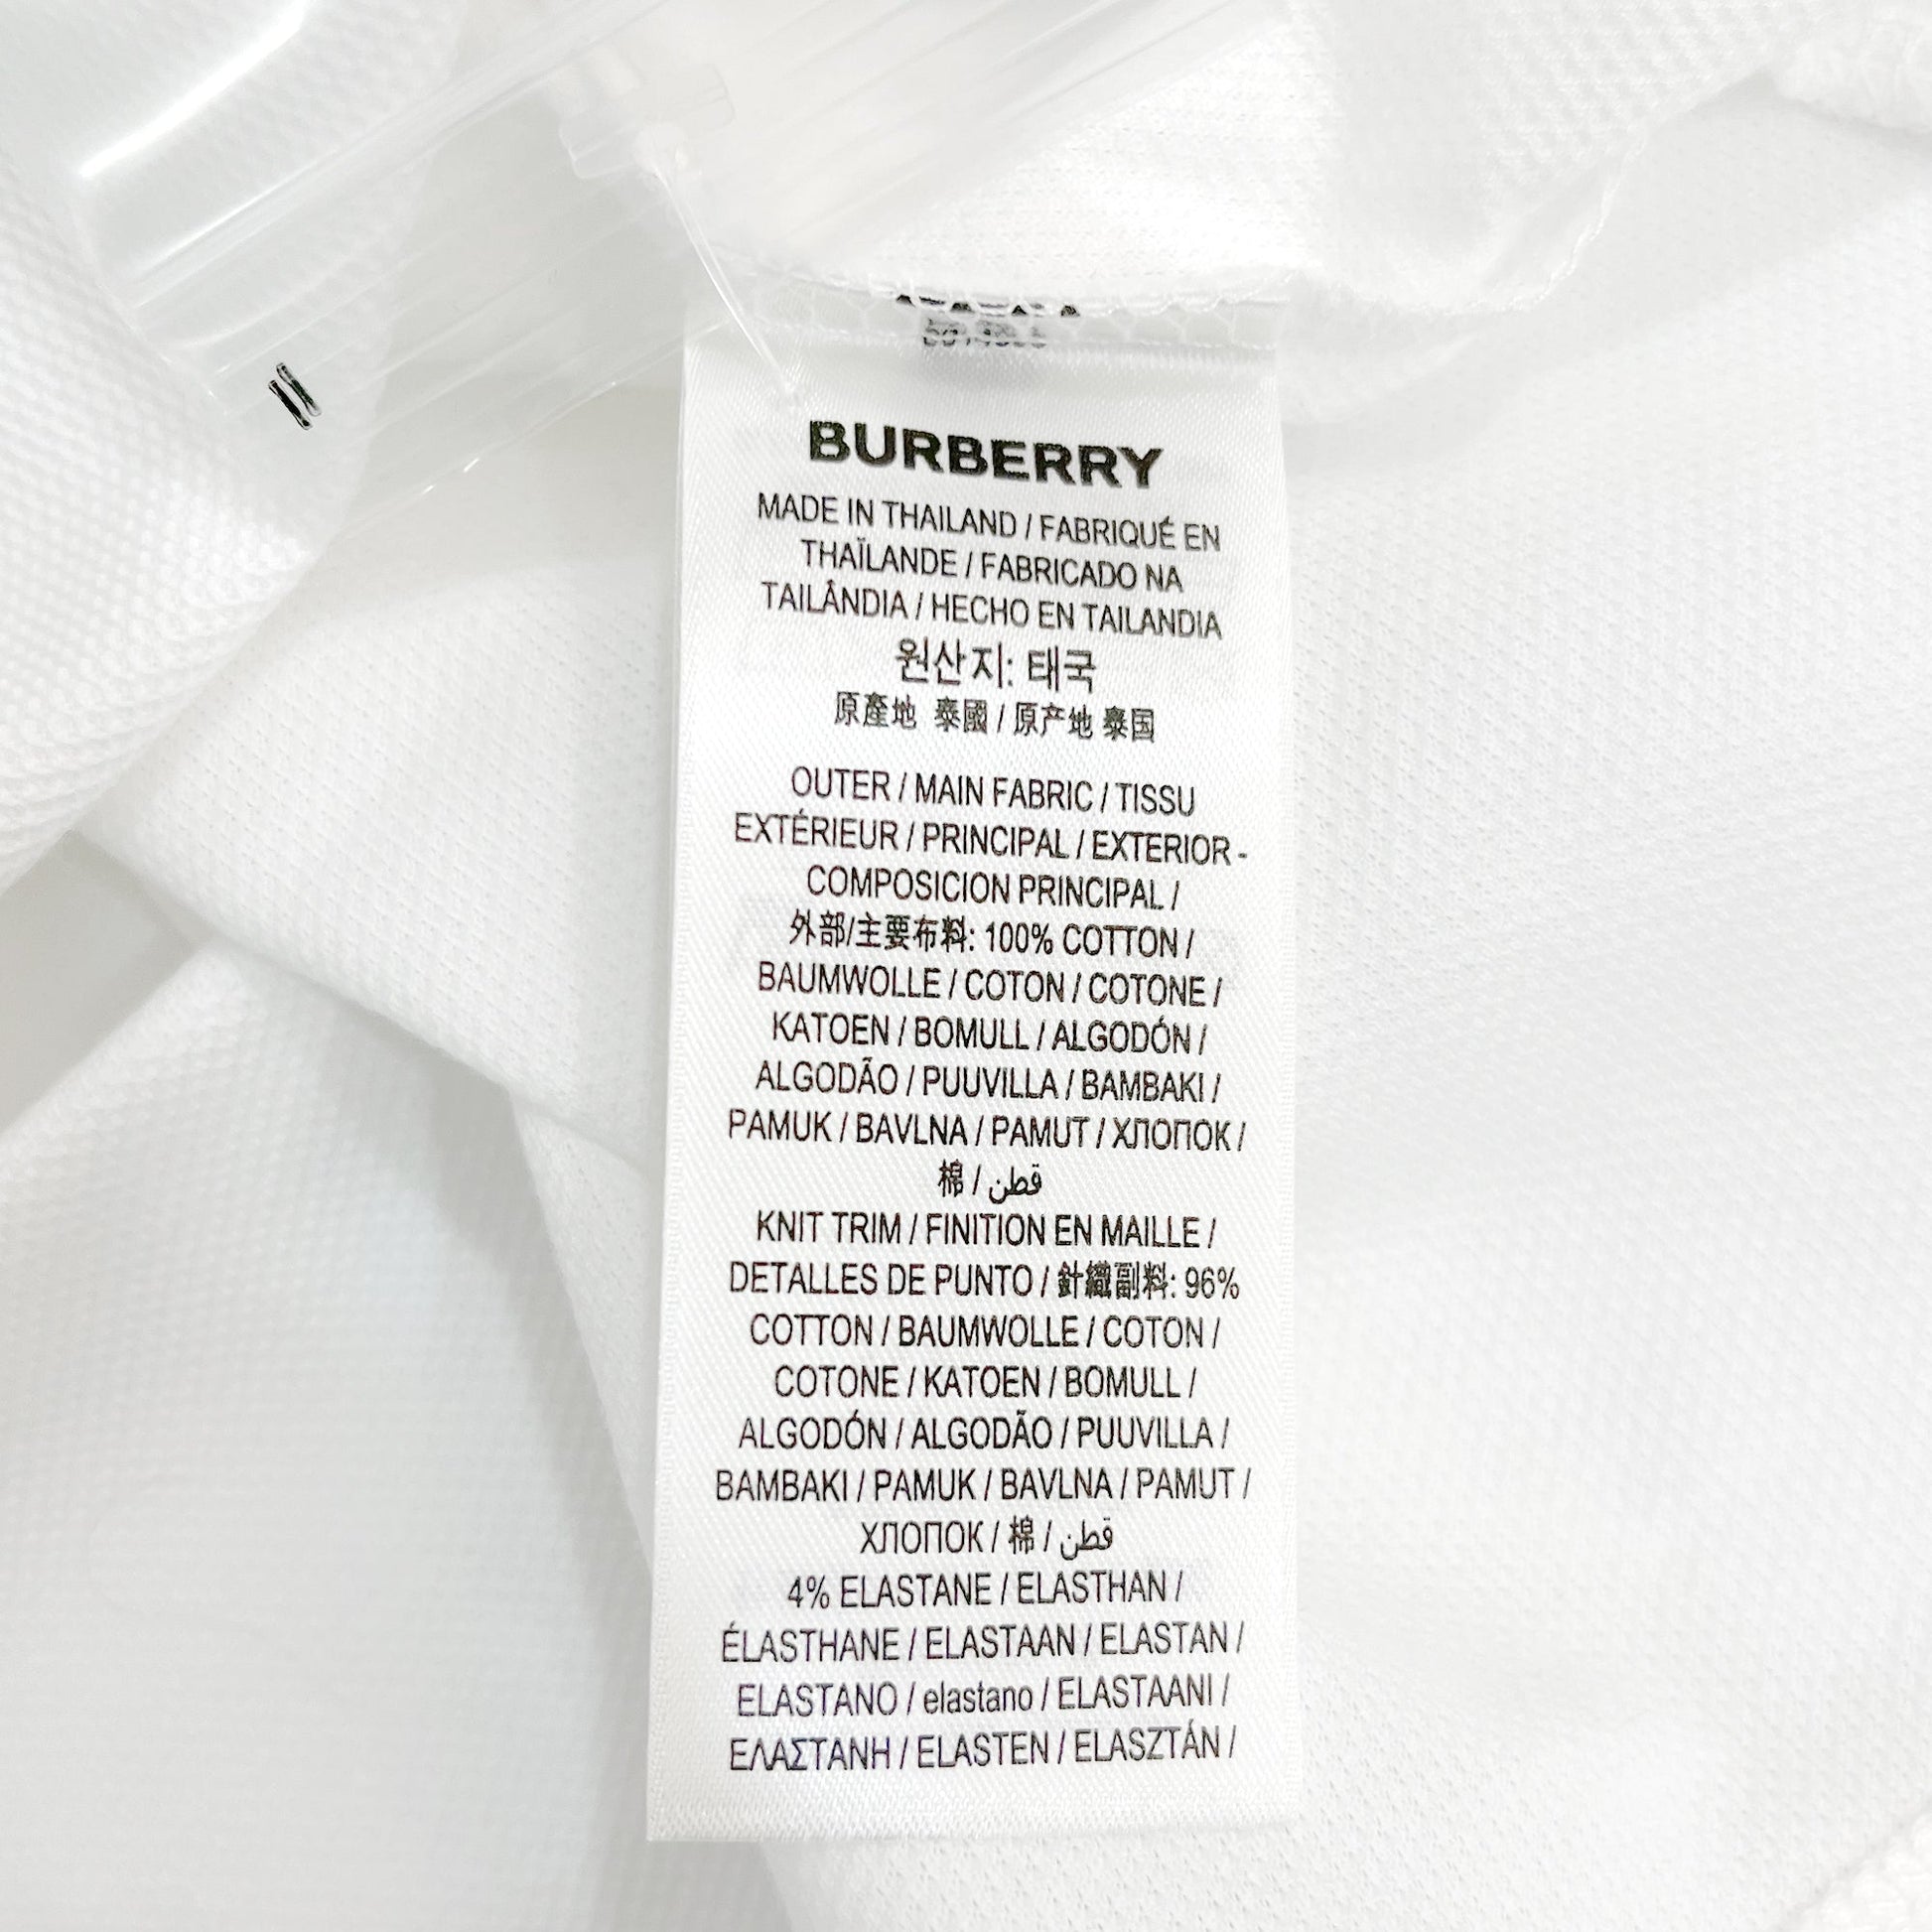 BURBERRY
MADE IN THAILAND / FABRIQUÉ EN
THAÏLANDE / FABRICADO NA
TAILÂNDIA / HECHO EN TAILANDIA
원산지: 태국
原產地 泰國 / 原产地 泰国
OUTER / MAIN FABRIC / TISSU
EXTÉRIEUR / PRINCIPAL / EXTERIOR -
COMPOSICION PRINCIPAL /
外部/主要布料: 100% COTTON /
BAUMWOLLE / COTON / COTONE /
KATOEN / BOMULL / ALGODÓN /
ALGODÃO / PUUVILLA / BAMBAKI /
PAMUK / BAVLNA / PAMUT / ХЛОПОК /
棉 / قطن
KNIT TRIM / FINITION EN MAILLE /
DETALLES DE PUNTO / 針織副料: 96%
COTTON / BAUMWOLLE / COTON /
COTONE / KATOEN / BOMULL /
ALGODÓN / ALGODÃO / PUUVILLA /
BAMBAKI / PAMUK / BAVLNA / PAMUT /
ХЛОПОК / 棉 / قطن
4% ELASTANE / ELASTHAN /
ÉLASTHANE / ELASTAAN / ELASTAN /
ELASTANO / elastano / ELASTAANI /
ΕΛΑΣΤΑΝΗ / ELASTEN / ELASZTÁN /